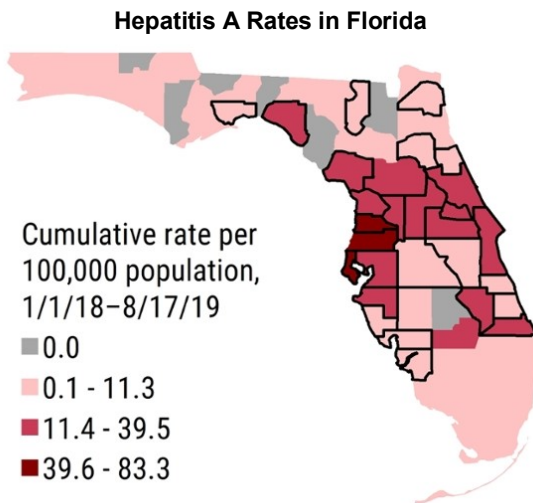 Hepatitis A Rates in Florida
Cumulative rate per
100,000 population,
1/1/18–8/17/19
0.0
0.1 - 11.3
11.4 - 39.5
39.6 - 83.3